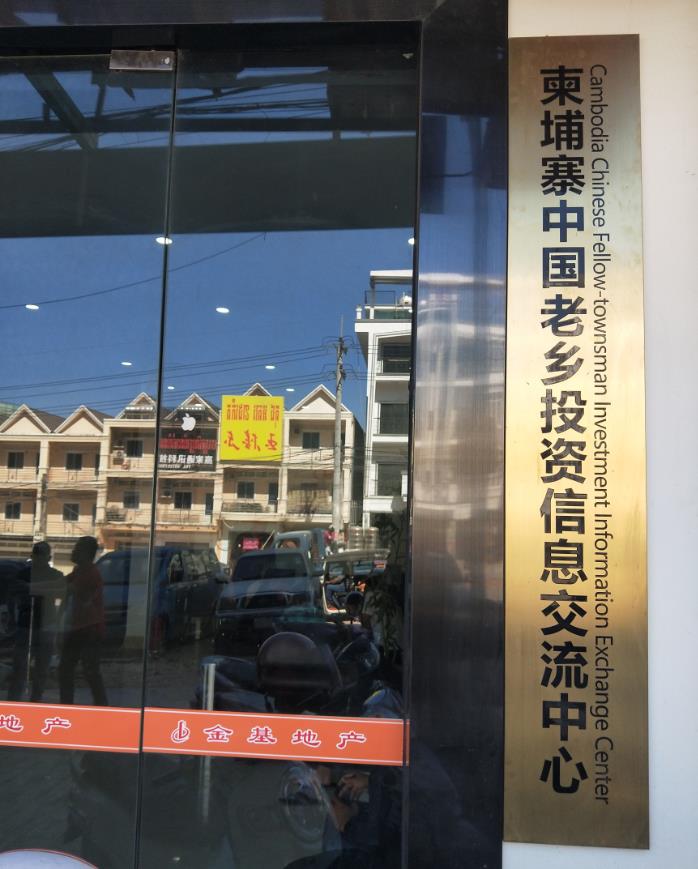 柬埔寨中国老乡投资信息交流中心
Cambodia Chinese Fellow-townsman Investment Information Exchange Center
地产
金基地产